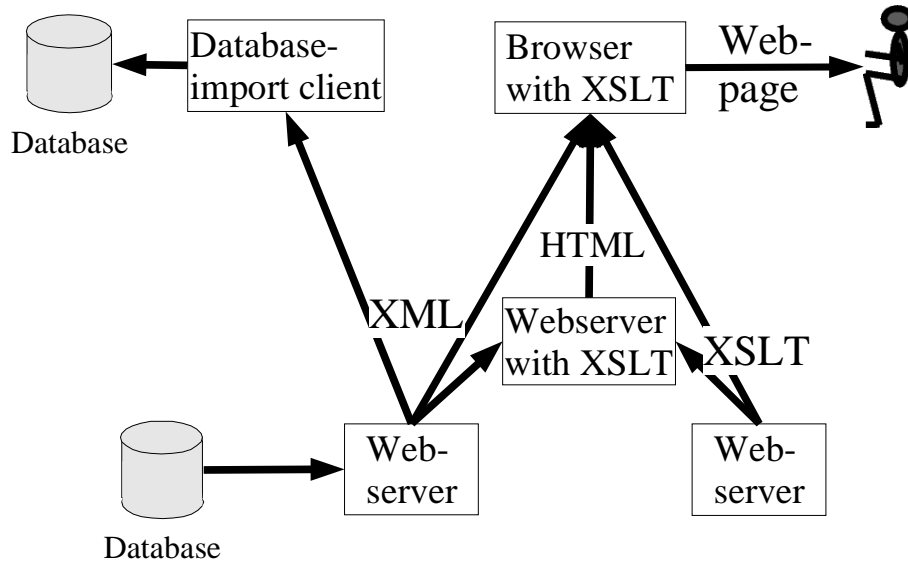 Database-
import client
Browser
with XSLT
Web-
page
Database
HTML
XML
Webserver
with XSLT
XSLT
Web-
server
Web-
server
Database